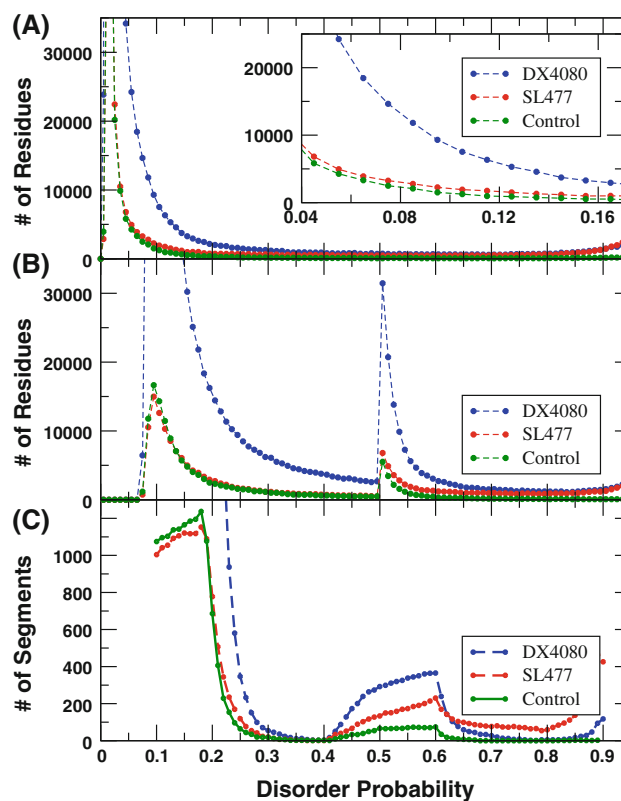 (A)
# of Residues
30000
20000
10000
0
20000
10000
0
0.04
0.08
0.12
0.16
DX4080
SL477
Control
(B)
# of Residues
30000
20000
10000
0
(C)
# of Segments
1000
800
600
400
200
0
DX4080
SL477
Control
0
0.1
0.2
0.3
0.4
0.5
0.6
0.7
0.8
0.9
Disorder Probability